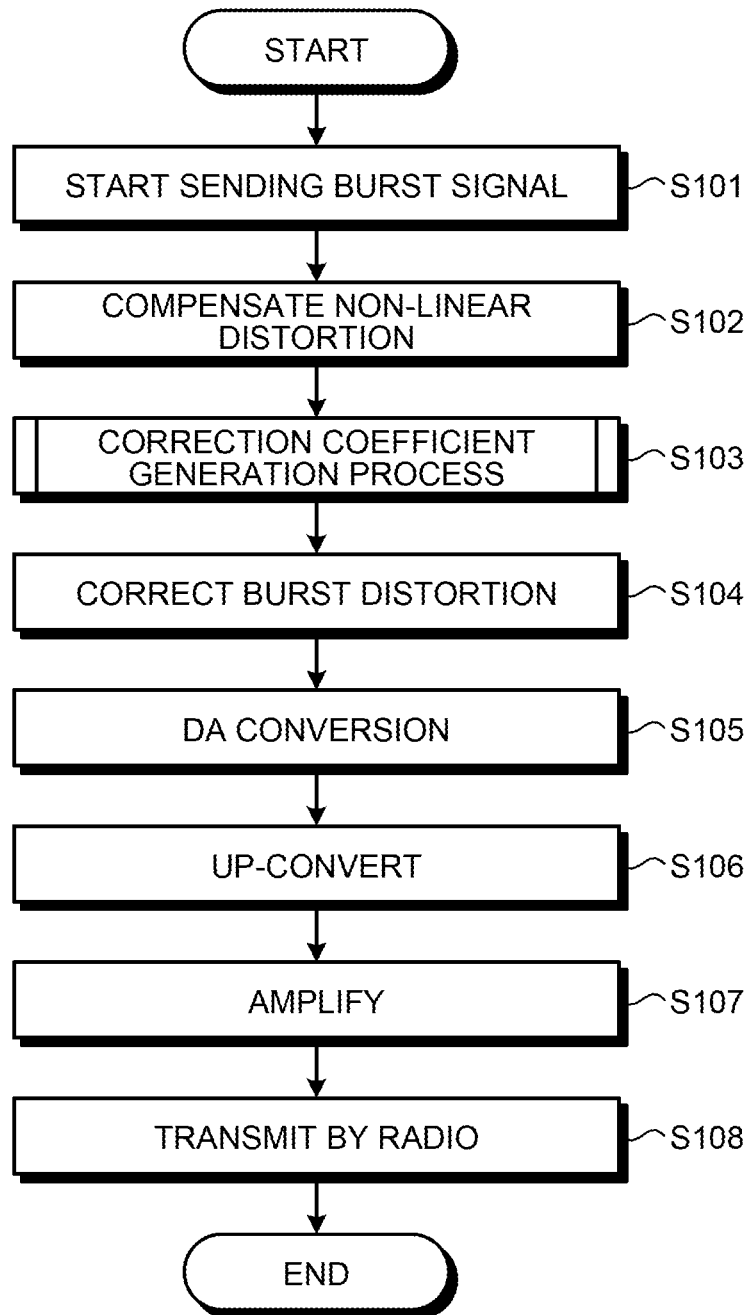 START
START SENDING BURST SIGNAL
S101
COMPENSATE NON-LINEAR
DISTORTION
S102
CORRECTION COEFFICIENT
GENERATION PROCESS
S103
CORRECT BURST DISTORTION
S104
DA CONVERSION
S105
UP-CONVERT
S106
AMPLIFY
S107
TRANSMIT BY RADIO
S108
END